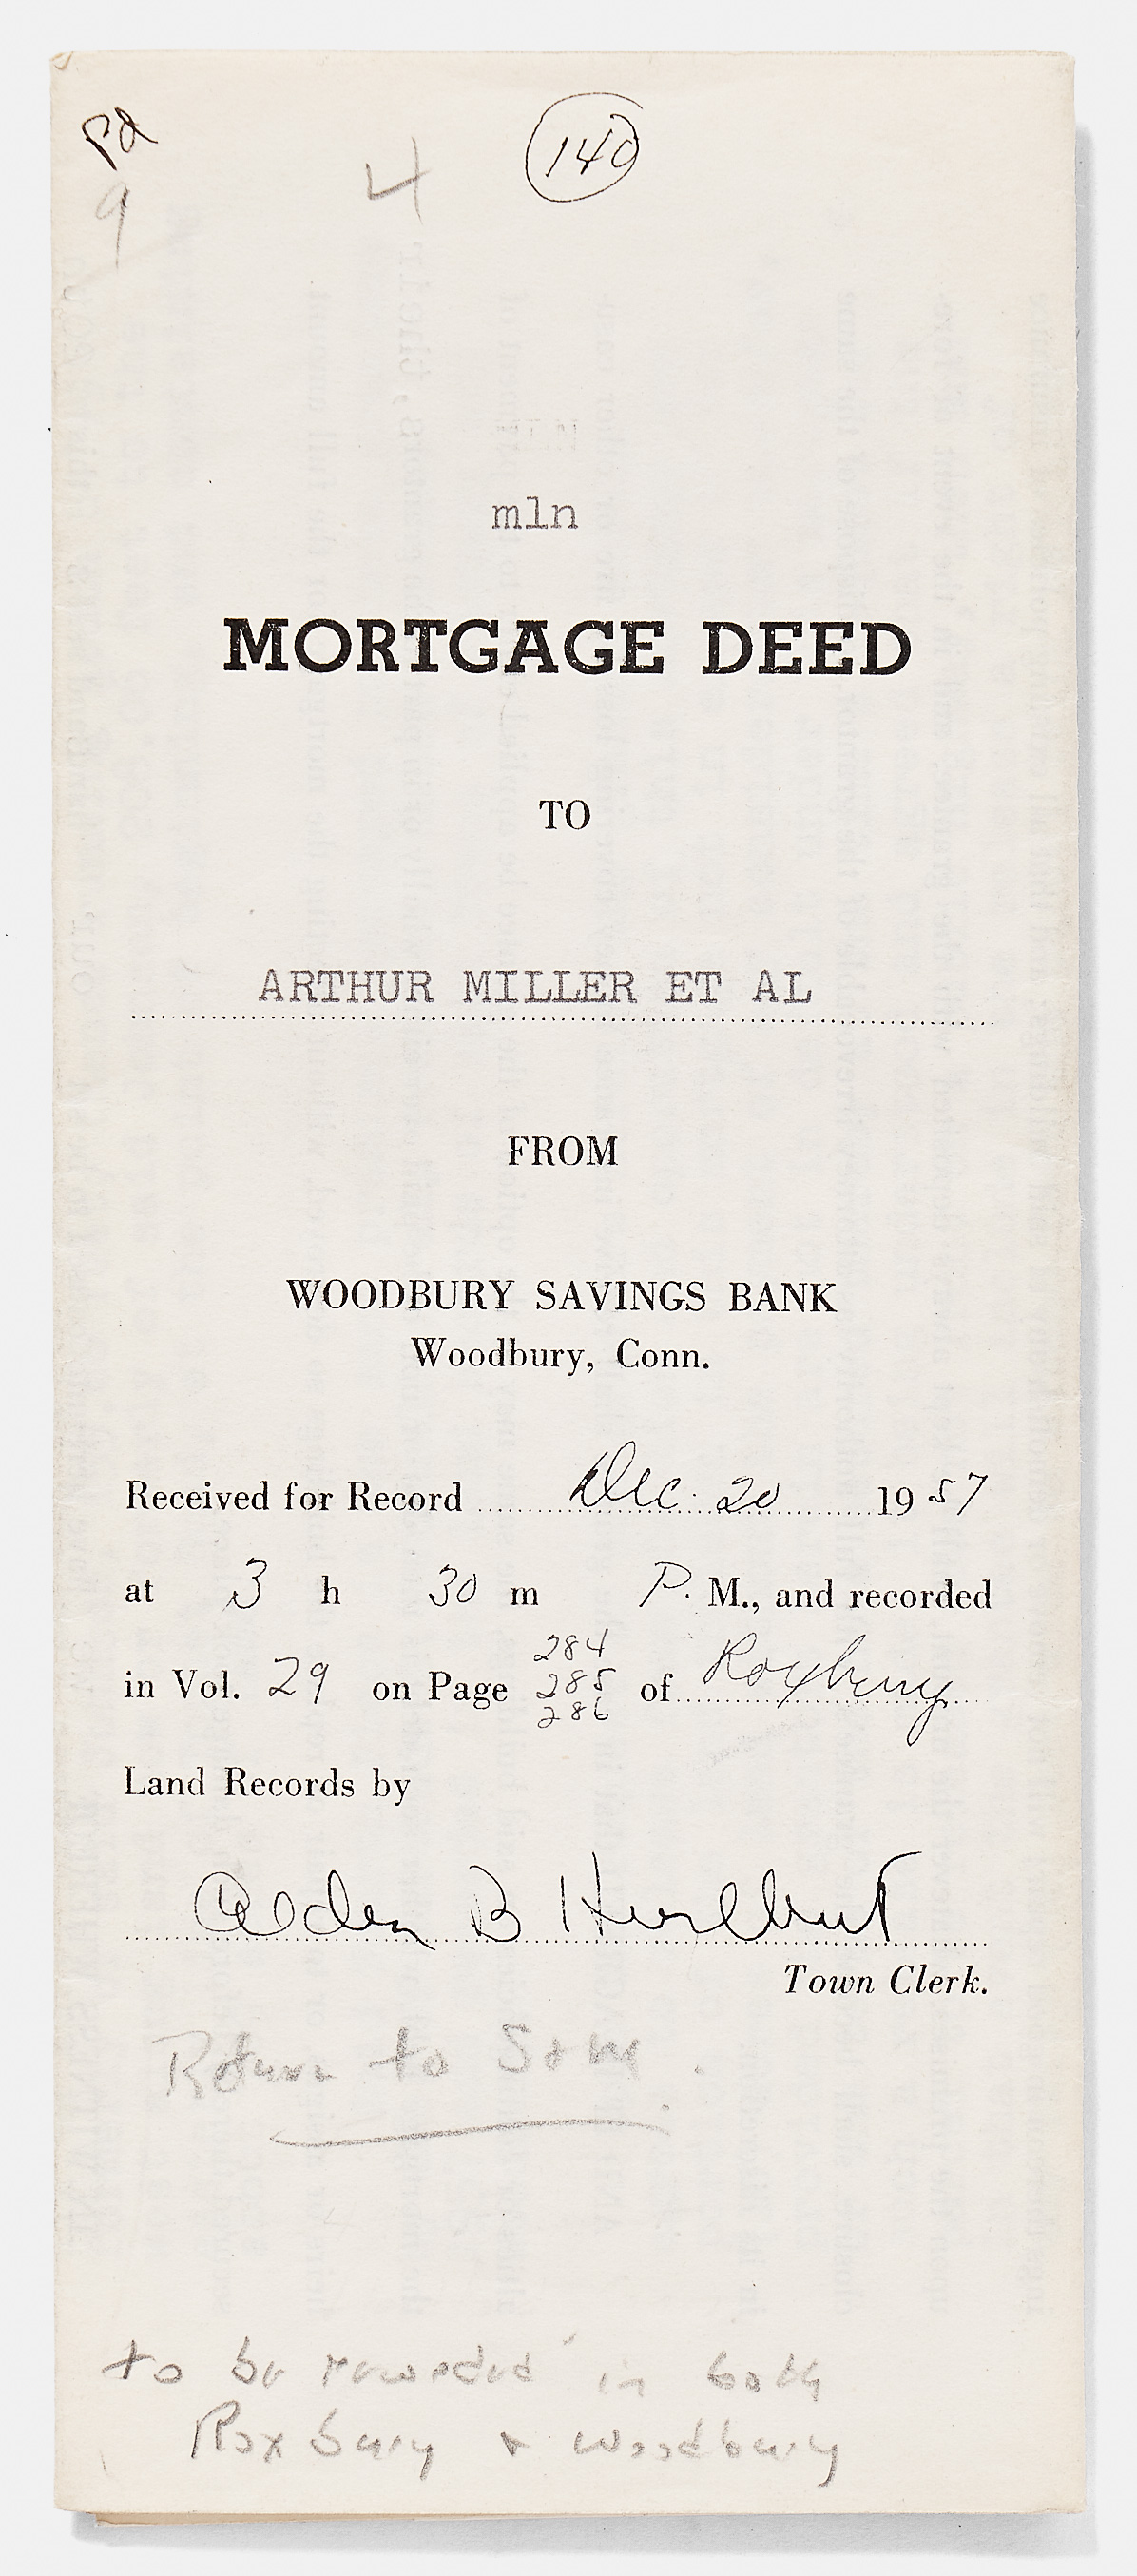 pd
9
4
140
mln
MORTGAGE DEED
TO
ARTHUR MILLER ET AL
FROM
WOODBURY SAVINGS BANK
Woodbury, Conn.
Received for Record Dec. 20 1957
at 3 h 30 m P. M., and recorded
284
in Vol. 29 on Page 285 of Roxbury
286
Land Records by
Alden B Hurlbut
Town Clerk.
Return to
to be recorded in both
Roxbury & Woodbury